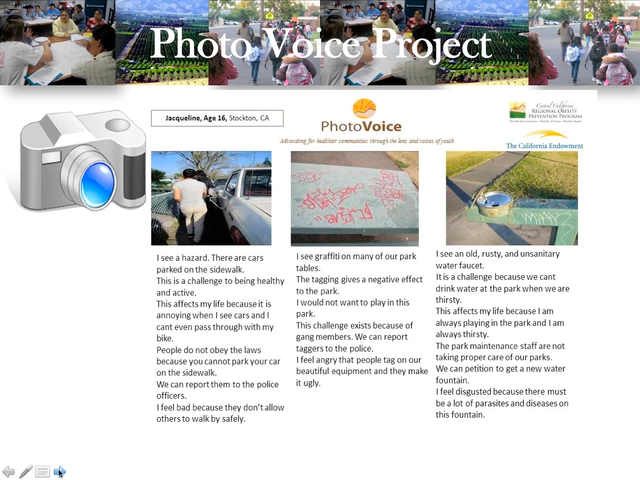 Photo Voice Project
Jacqueline, Age 16, Stockton, CA
PhotoVoice
Advocating for healthier communities through the lens and voices of youth
Central California
REGIONAL OBESITY
PREVENTION PROGRAM
The California Endowment
I see a hazard. There are cars
parked on the sidewalk.
This is a challenge to being healthy
and active.
This affects my life because it is
annoying when I see cars and I
cant even pass through with my
bike.
People do not obey the laws
because you cannot park your car
on the sidewalk.
We can report them to the police
officers.
I feel bad because they don't allow
others to walk by safely.
I see graffiti on many of our park
tables.
The tagging gives a negative effect
to the park.
I would not want to play in this
park.
This challenge exists because of
gang members. We can report
taggers to the police.
I feel angry that people tag on our
beautiful equipment and they make
it ugly.
I see an old, rusty, and unsanitary
water faucet.
It is a challenge because we cant
drink water at the park when we are
thirsty.
This affects my life because I am
always playing in the park and I am
always thirsty.
The park maintenance staff are not
taking proper care of our parks.
We can petition to get a new water
fountain.
I feel disgusted because there must
be a lot of parasites and diseases on
this fountain.